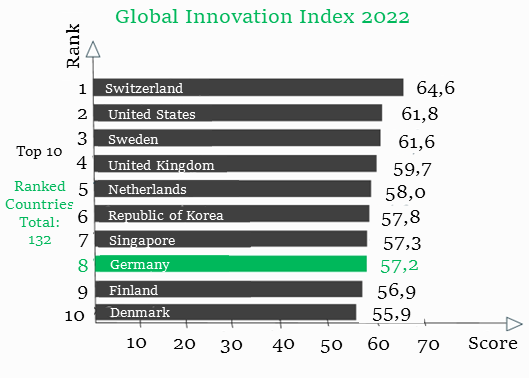 Global Innovation Index 2022
Rank
1 Switzerland 64,6
2 United States 61,8
3 Sweden 61,6
Top 10
4 United Kingdom 59,7
5 Netherlands 58,0
Ranked
Countries
Total:
132
6 Republic of Korea 57,8
7 Singapore 57,3
8 Germany 57,2
9 Finland 56,9
10 Denmark 55,9
10 20 30 40 50 60 70 Score